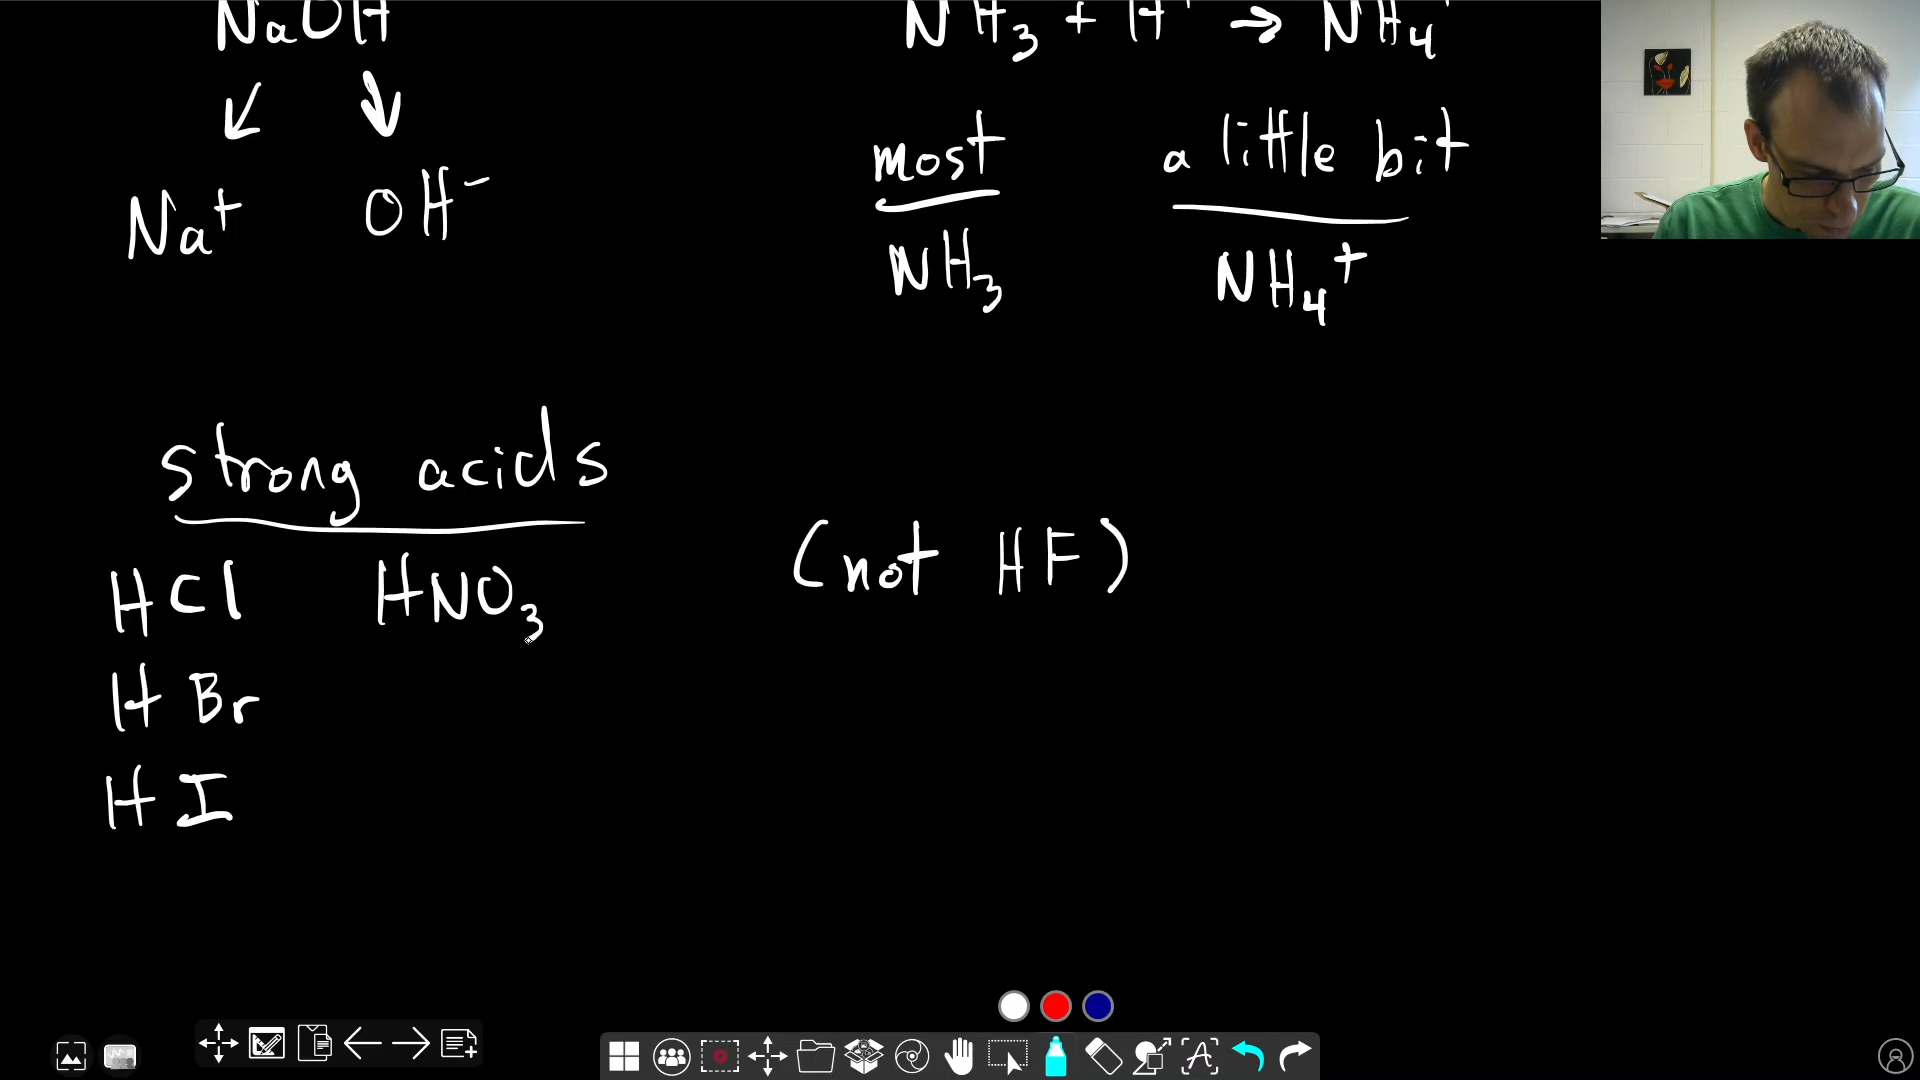 NaOH
NH3 + H+ → NH4+
↙ ↓
most a little bit
Na+ OH-
NH3 NH4+
strong acids
(not HF)
HCl HNO3
HBr
HI